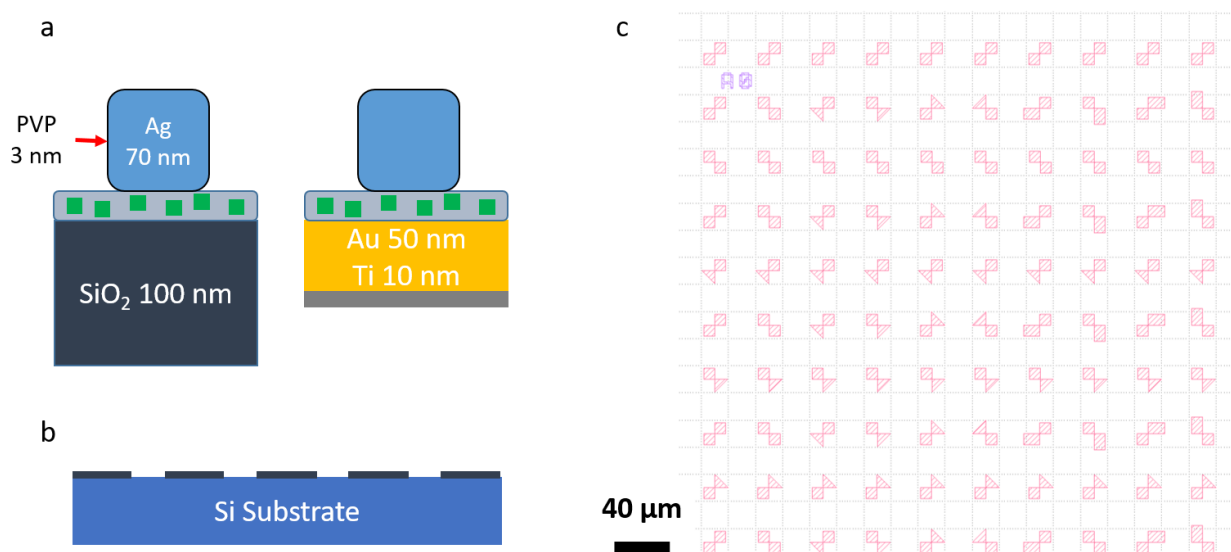 a
PVP
3 nm
Ag
70 nm
SiO₂ 100 nm
Au 50 nm
Ti 10 nm
b
Si Substrate
c
A0
40 µm